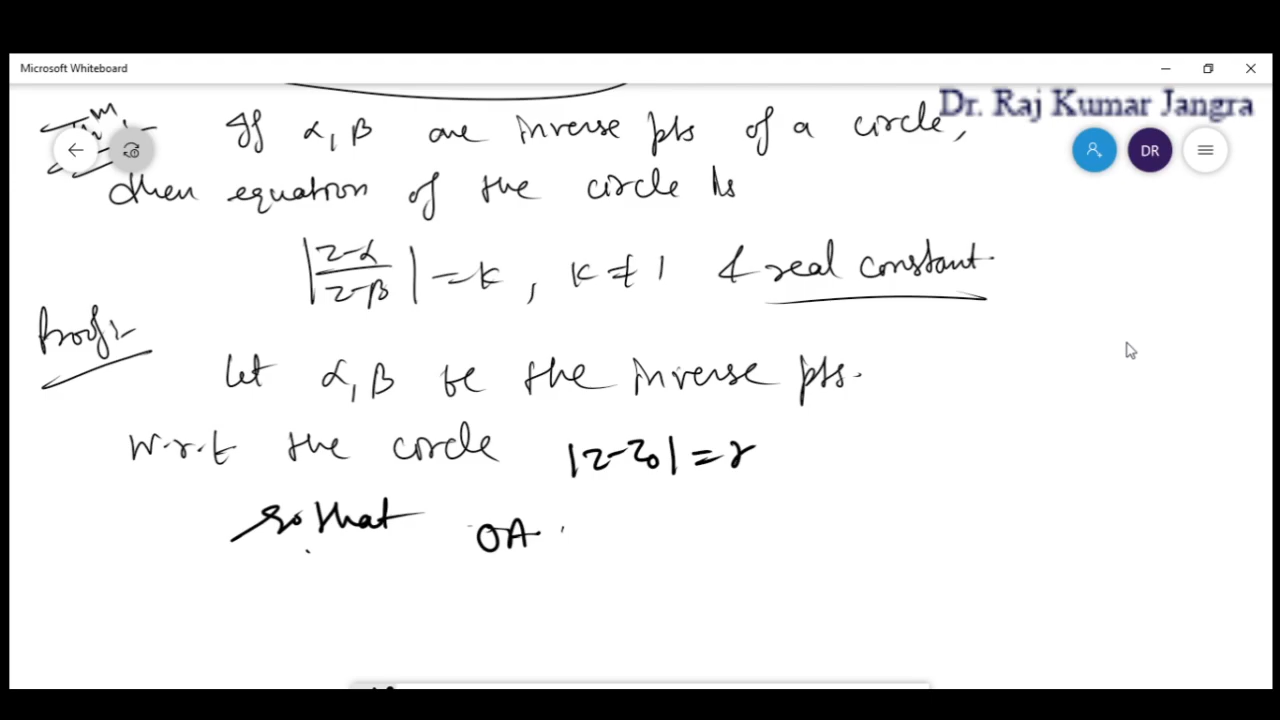 Microsoft Whiteboard
Dr. Raj Kumar Jangra
DR
If α, β are inverse pts of a circle,
then equation of the circle is
|z-α/z-β| = k, k ≠ 1 & real constant.
Proof:-
Let α, β be the inverse pts.
w.r.t the circle |z-z₀| = r
so that OA.